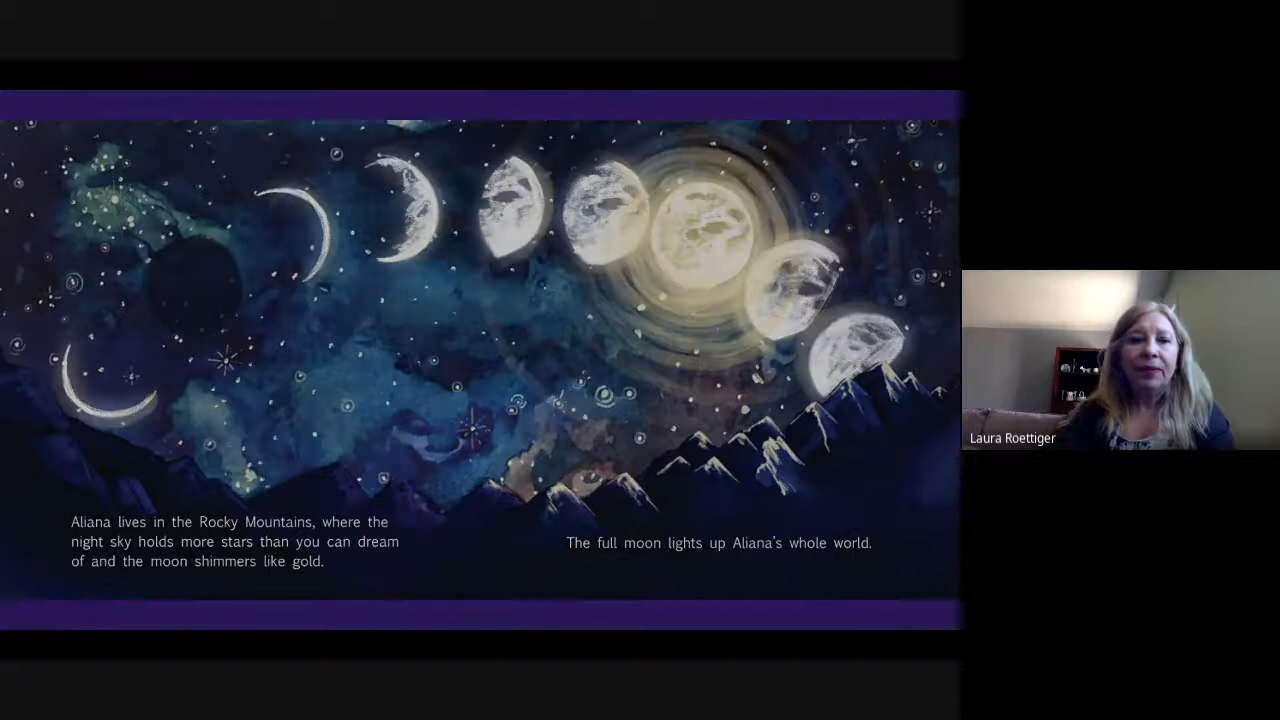 Aliana lives in the Rocky Mountains, where the
night sky holds more stars than you can dream
of and the moon shimmers like gold.
The full moon lights up Aliana's whole world.
Laura Roettiger